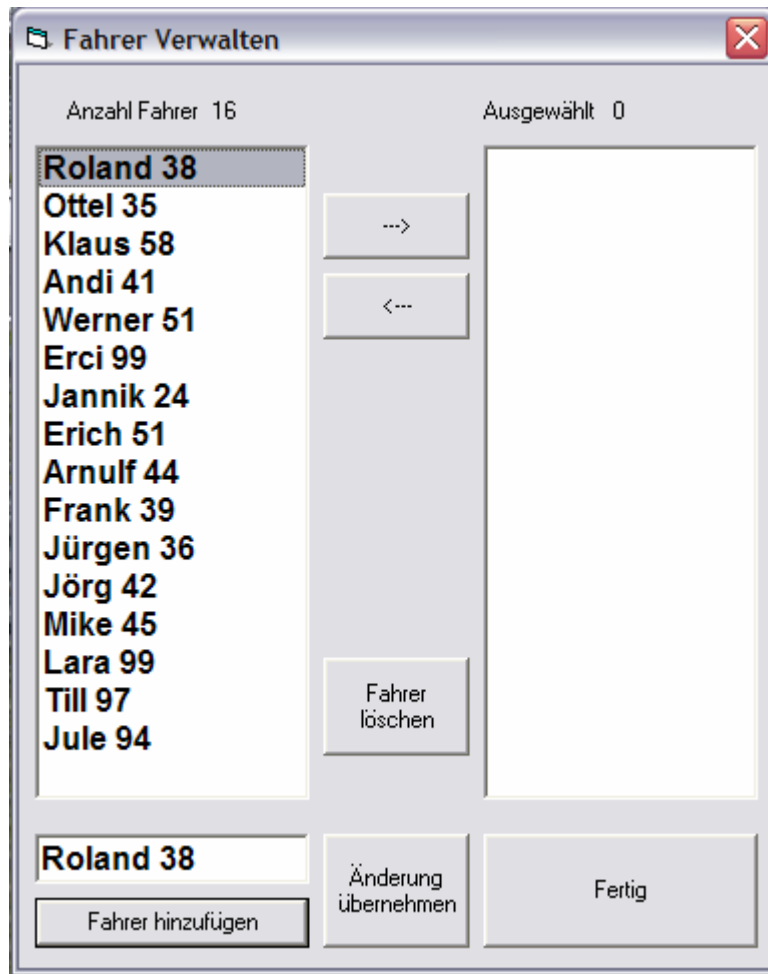 Fahrer Verwalten
Anzahl Fahrer 16
Ausgewählt 0
Roland 38
Ottel 35
Klaus 58
Andi 41
Werner 51
Erci 99
Jannik 24
Erich 51
Arnulf 44
Frank 39
Jürgen 36
Jörg 42
Mike 45
Lara 99
Till 97
Jule 94
--->
<---
Fahrer
löschen
Roland 38
Fahrer hinzufügen
Änderung
übernehmen
Fertig